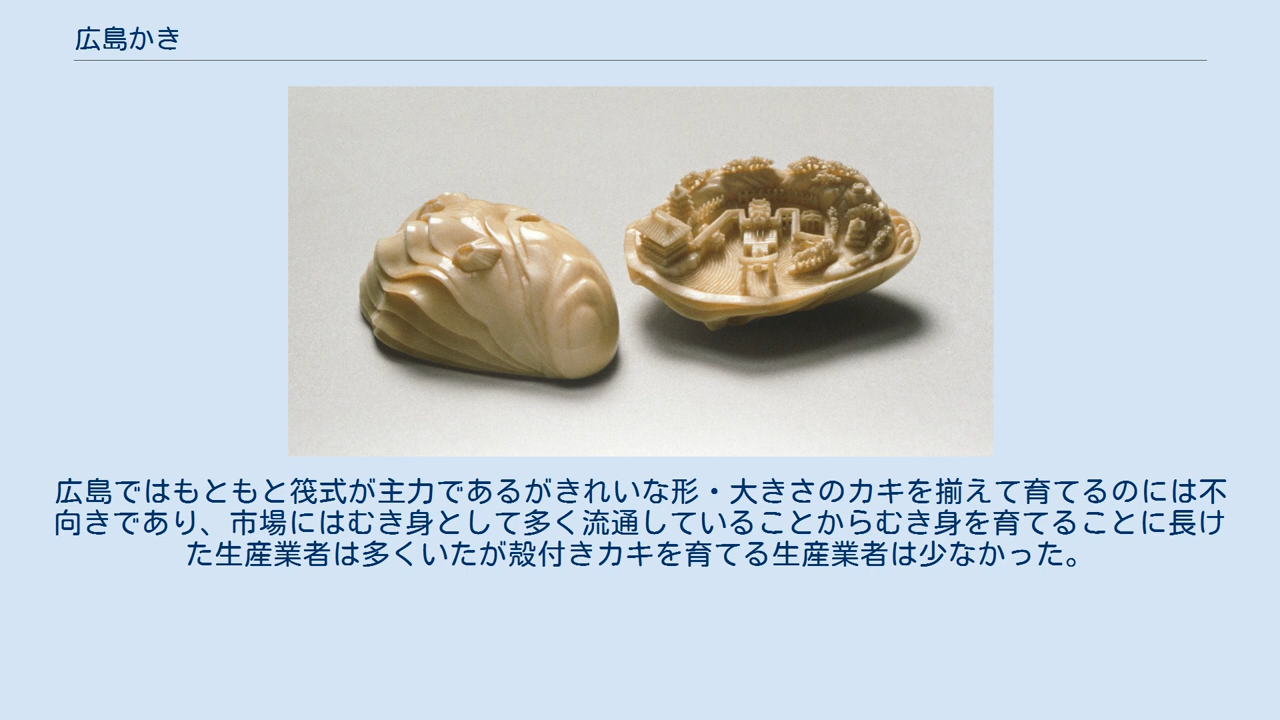 広島かき
広島ではもともと筏式が主力であるがきれいな形・大きさのカキを揃えて育てるのには不
向きであり、市場にはむき身として多く流通していることからむき身を育てることに長け
た生産業者は多くいたが殻付きカキを育てる生産業者は少なかった。